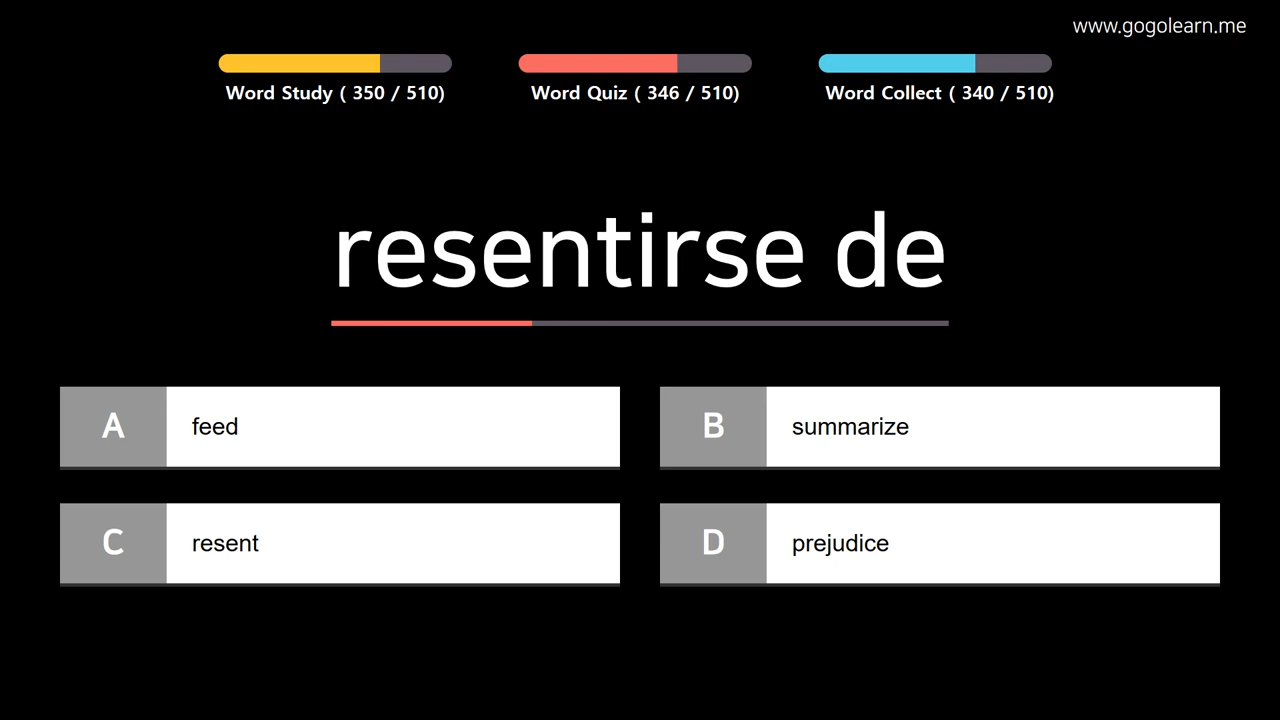 www.gogolearn.me
Word Study ( 350 / 510)
Word Quiz ( 346 / 510)
Word Collect ( 340 / 510)
resentirse de
A
feed
B
summarize
C
resent
D
prejudice